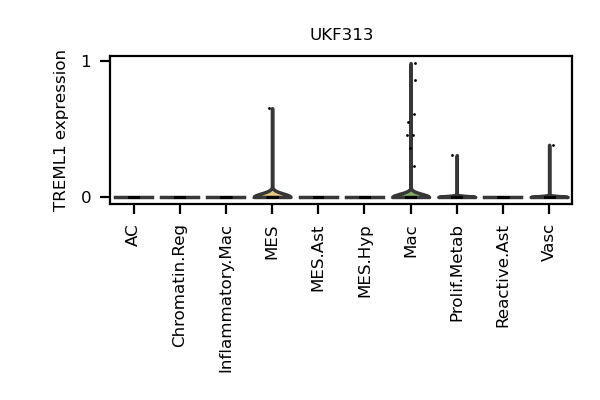 UKF313
TREML1 expression
1
0
AC
Chromatin.Reg
Inflammatory.Mac
MES
MES.Ast
MES.Hyp
Mac
Prolif.Metab
Reactive.Ast
Vasc